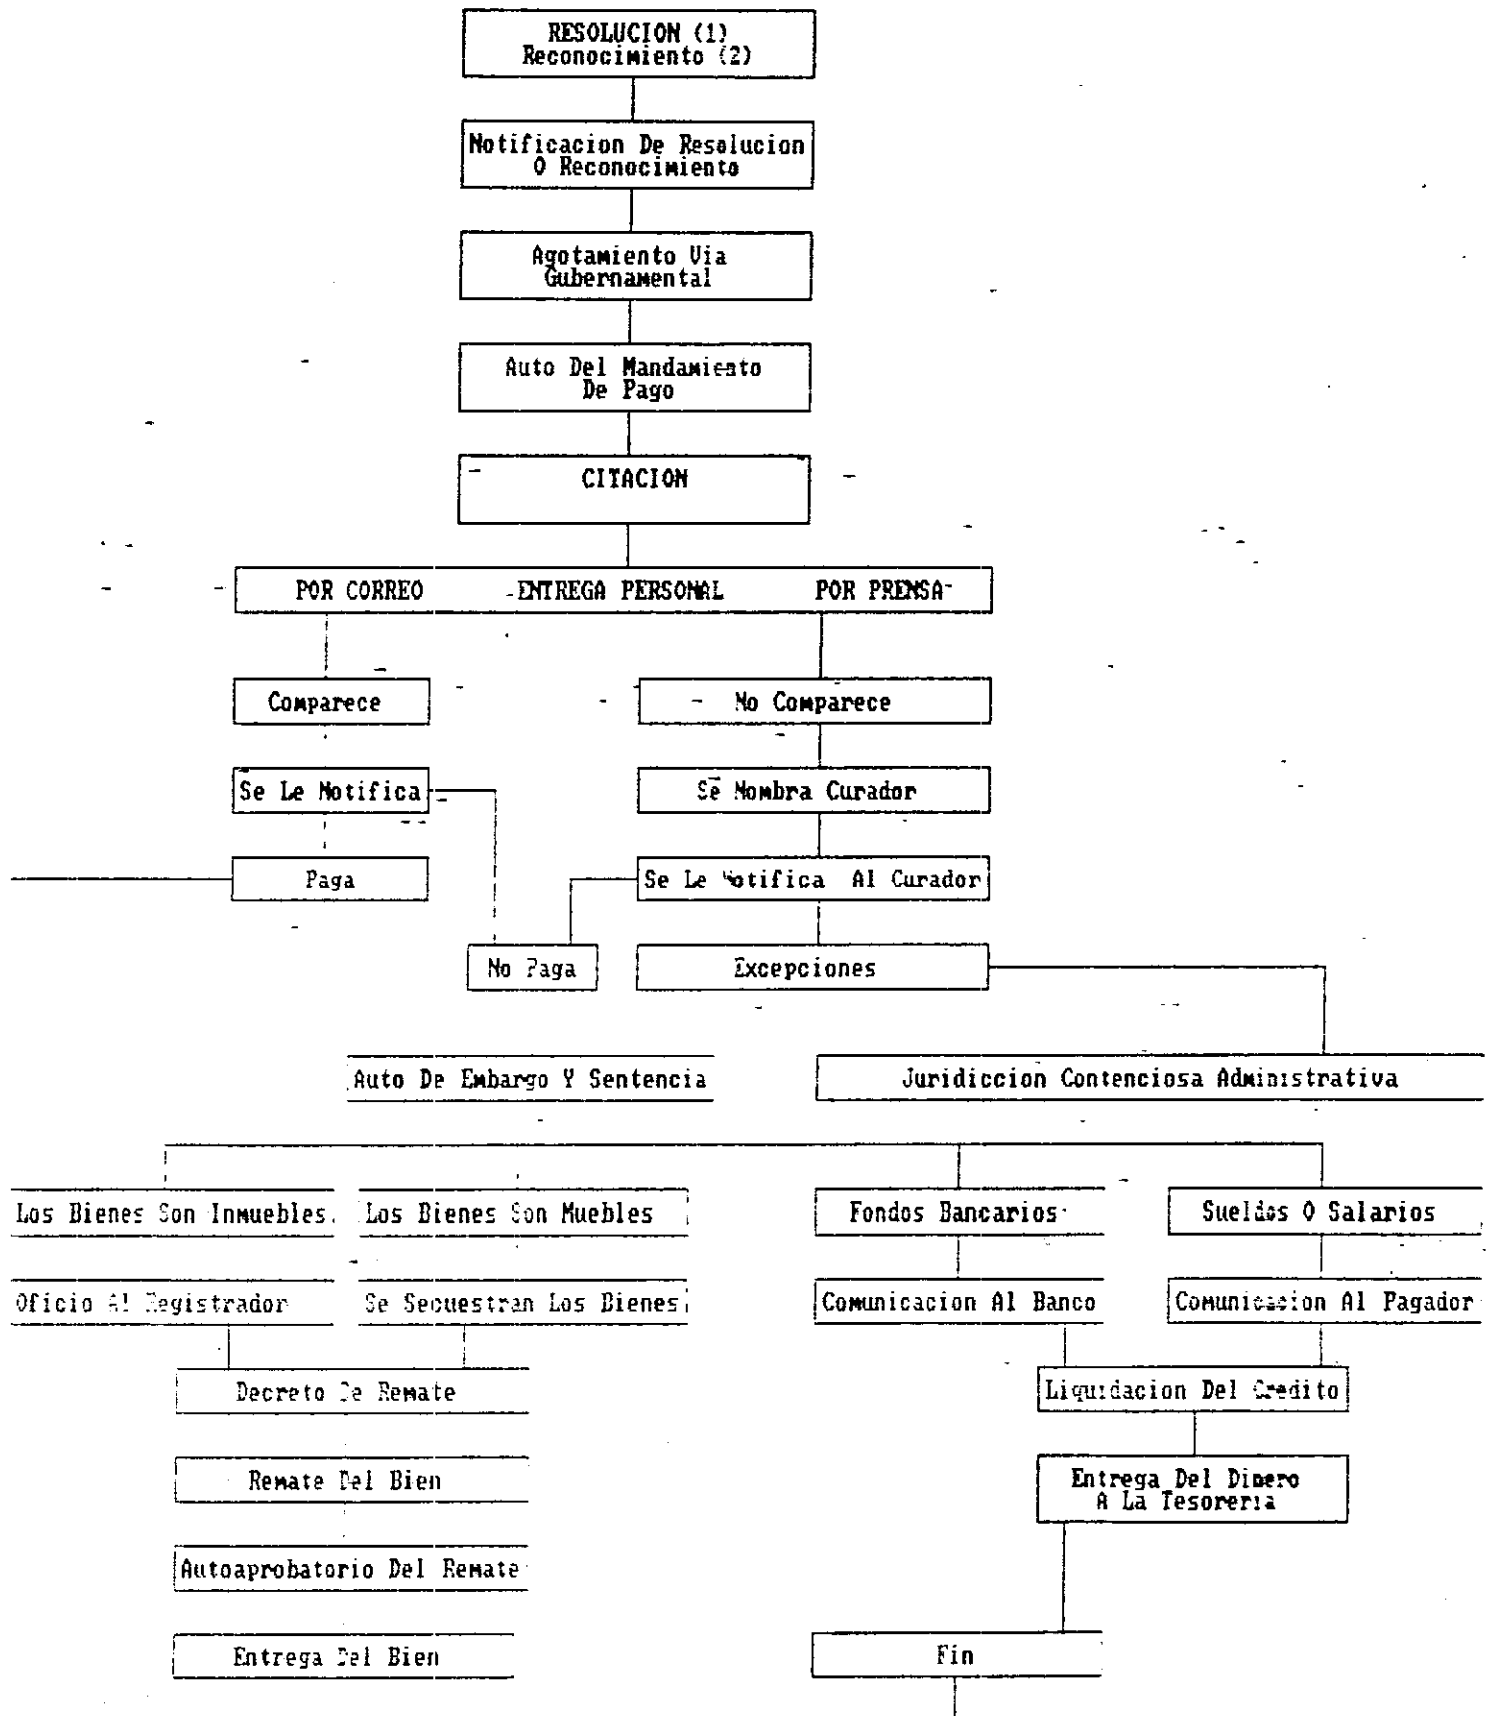 RESOLUCION (1)
Reconocimiento (2)
Notificacion De Resolucion
O Reconocimiento
Agotamiento Via
Gubernamental
Auto Del Mandamiento
De Pago
CITACION
POR CORREO ENTREGA PERSONAL POR PRENSA
Comparece
No Comparece
Se Le Notifica
Se Nombra Curador
Paga
Se Le Notifica Al Curador
No Paga
Excepciones
Auto De Embargo Y Sentencia
Juridiccion Contenciosa Administrativa
Los Bienes Son Inmuebles
Los Bienes Son Muebles
Fondos Bancarios
Sueldos O Salarios
Oficio Al Registrador
Se Secuestran Los Bienes
Comunicacion Al Banco
Comunicacion Al Pagador
Decreto De Remate
Liquidacion Del Credito
Remate Del Bien
Entrega Del Dinero
A La Tesoreria
Autoaprobatorio Del Remate
Entrega Del Bien
Fin